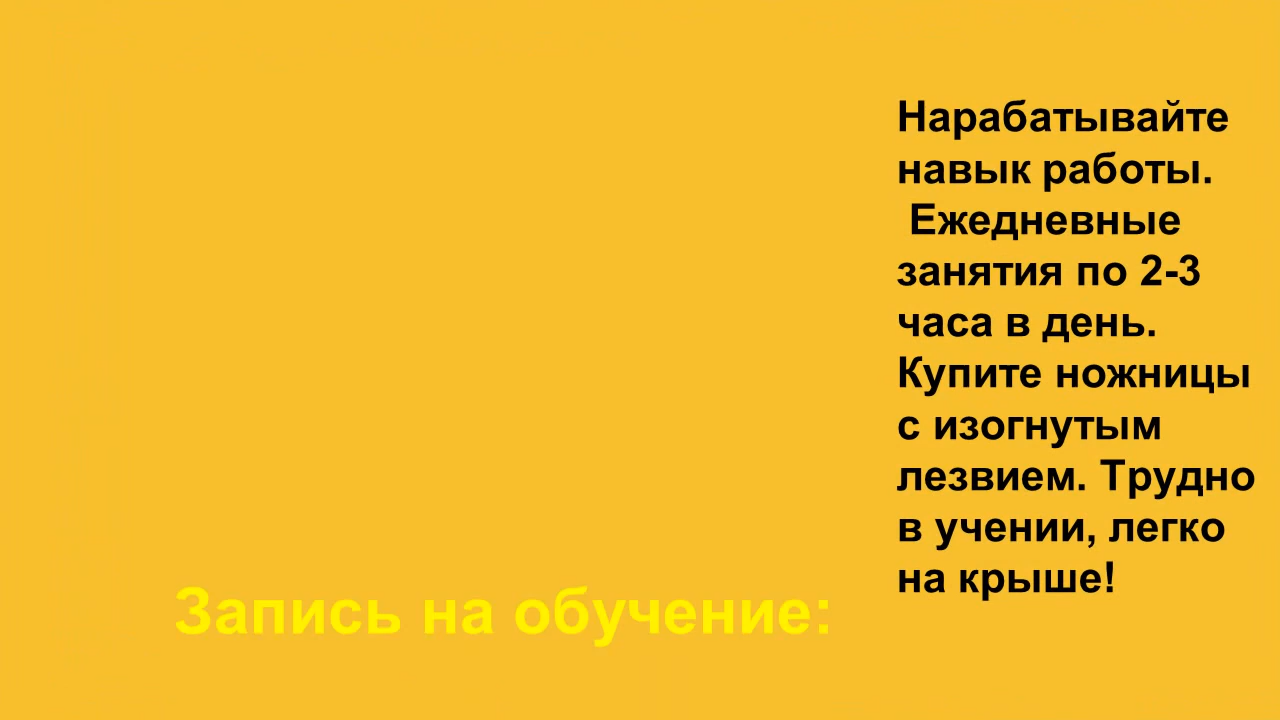 Нарабатывайте
навык работы.
Ежедневные
занятия по 2-3
часа в день.
Купите ножницы
с изогнутым
лезвием. Трудно
в учении, легко
на крыше!
Запись на обучение: